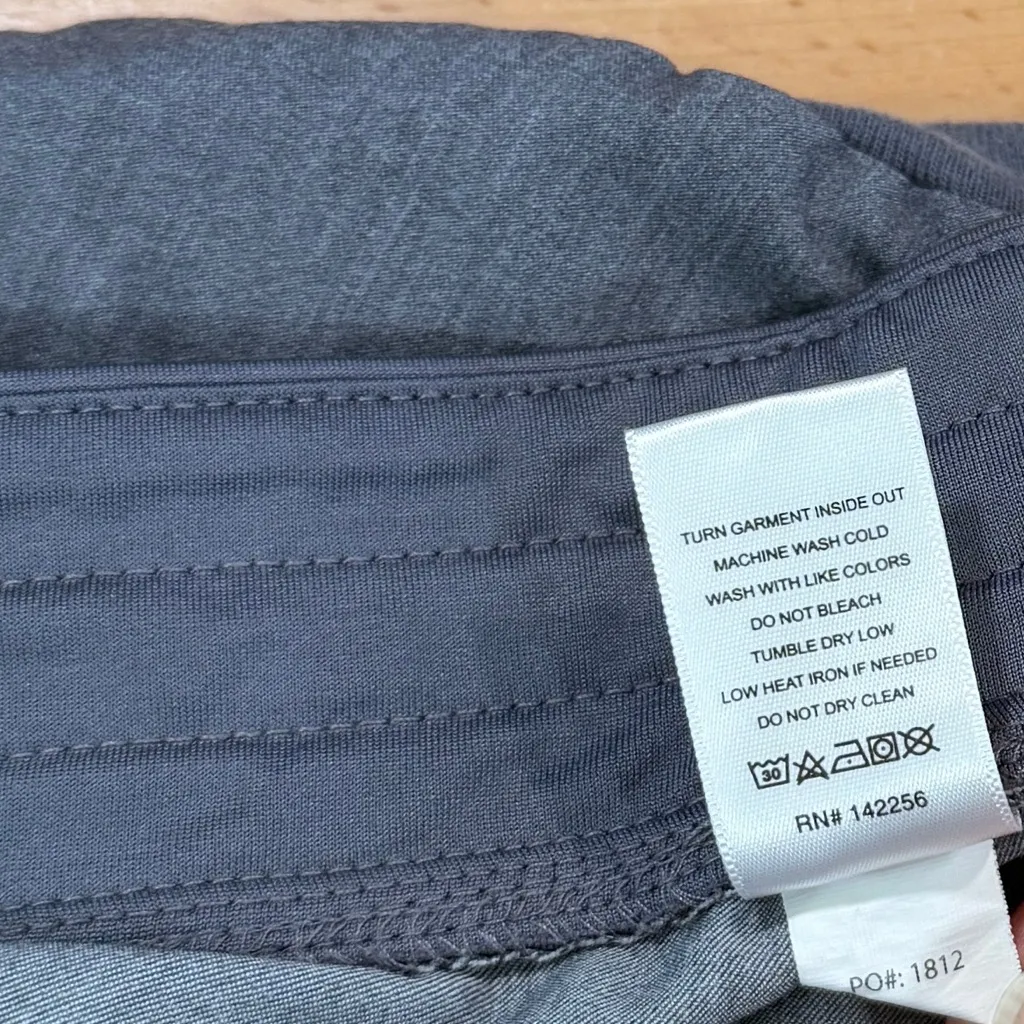 TURN GARMENT INSIDE OUT
MACHINE WASH COLD
WASH WITH LIKE COLORS
DO NOT BLEACH
TUMBLE DRY LOW
LOW HEAT IRON IF NEEDED
DO NOT DRY CLEAN
30
RN# 142256
PO#: 1812